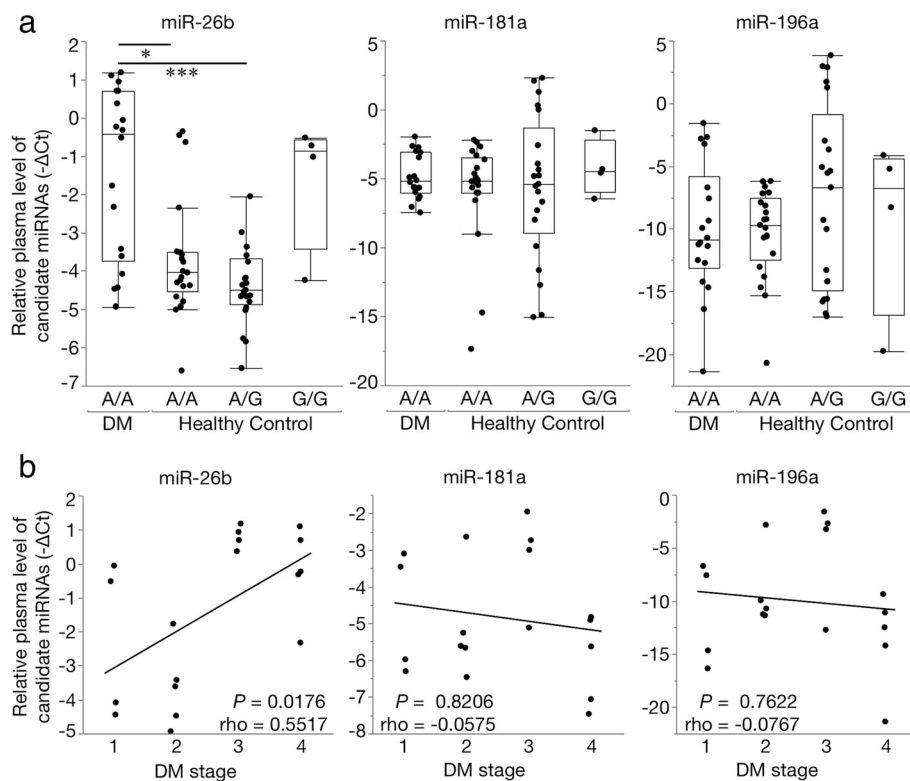 a
miR-26b
miR-181a
miR-196a
Relative plasma level of
candidate miRNAs (-ΔCt)
2
1
0
-1
-2
-3
-4
-5
-6
-7
*
***
5
0
-5
-10
-15
-20
5
0
-5
-10
-15
-20
A/A A/A A/G G/G
DM Healthy Control
A/A A/A A/G G/G
DM Healthy Control
A/A A/A A/G G/G
DM Healthy Control
b
miR-26b
miR-181a
miR-196a
Relative plasma level of
candidate miRNAs (-ΔCt)
2
1
0
-1
-2
-3
-4
-5
P = 0.0176
rho = 0.5517
1 2 3 4
DM stage
-2
-3
-4
-5
-6
-7
-8
P = 0.8206
rho = -0.0575
1 2 3 4
DM stage
0
-5
-10
-15
-20
P = 0.7622
rho = -0.0767
1 2 3 4
DM stage